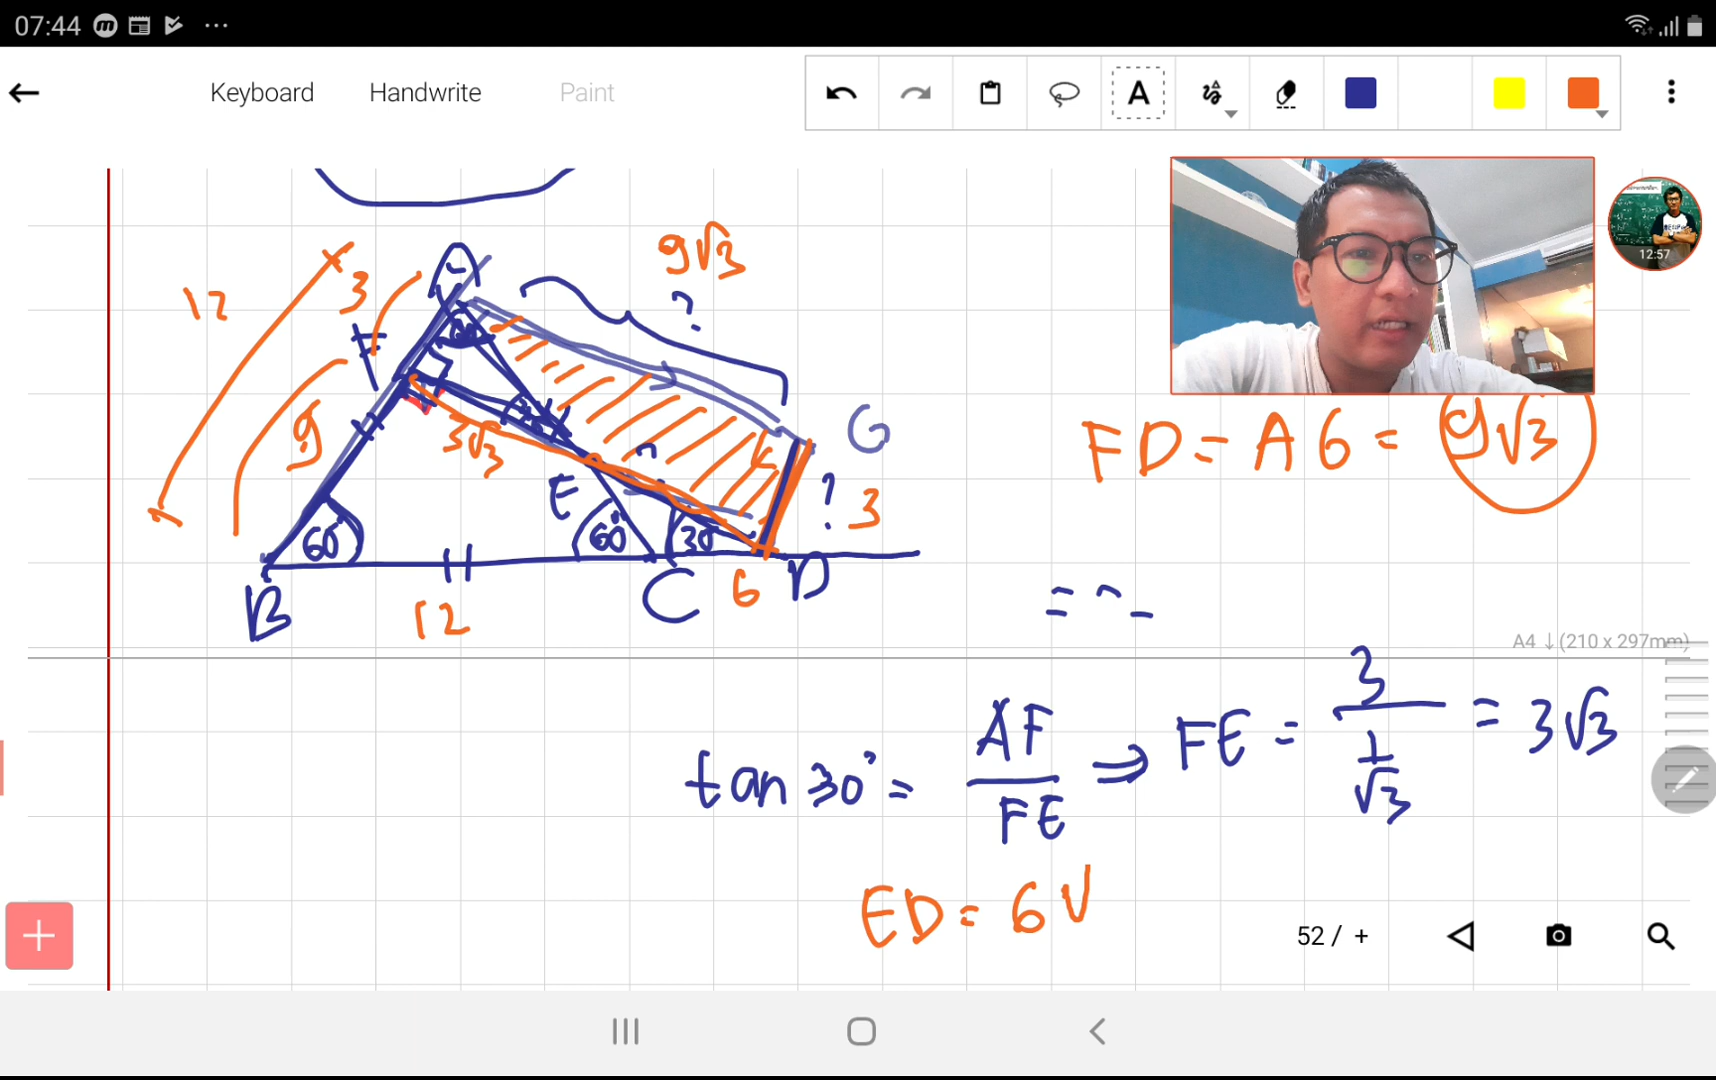 07:44
Keyboard Handwrite Paint
A
9√3
?
12
3
A
F
G
9
3√3
E
? 3
60°
60°
30°
B
12
C
6
D
12:57
FD = AG = 9√3
A4 ↓(210 x 297mm)
tan 30° = AF / FE ⇒ FE = 3 / 1/√3 = 3√3
ED = 6√
52 / +